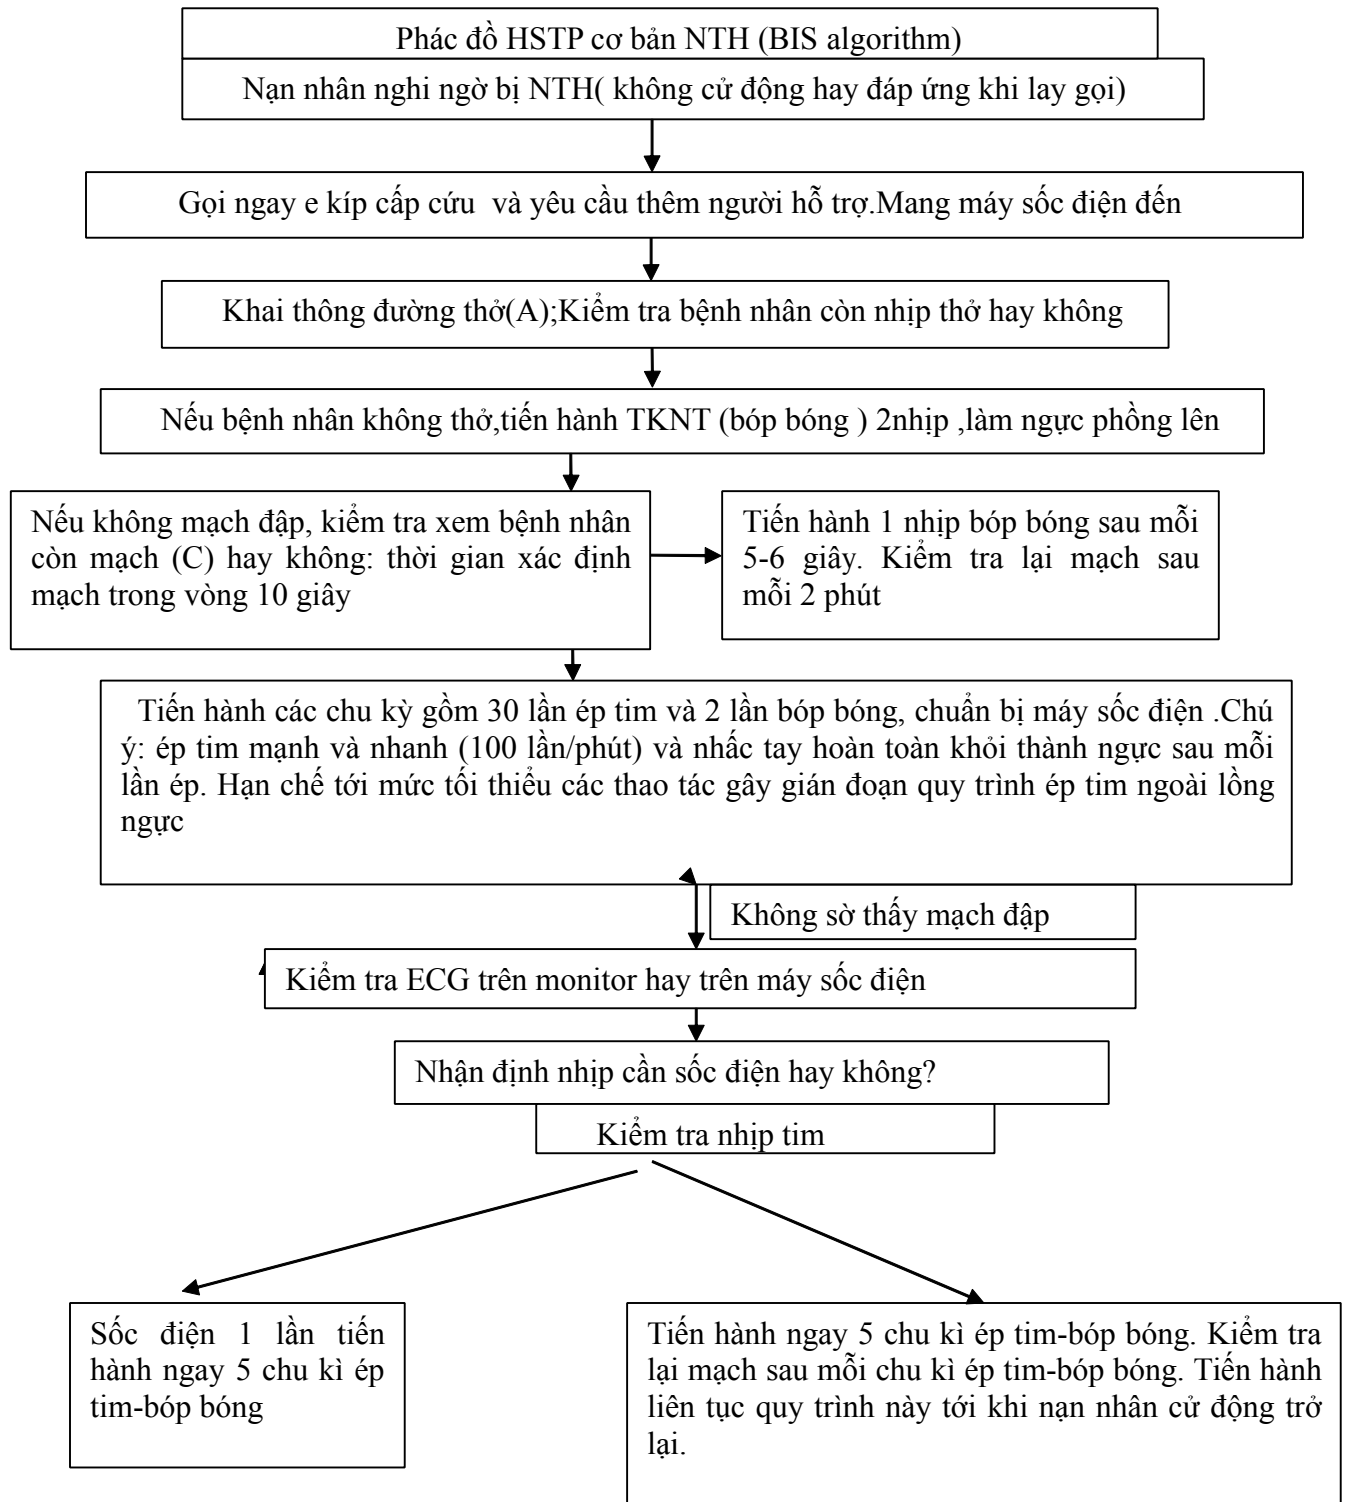 Phác đồ HSTP cơ bản NTH (BIS algorithm)
Nạn nhân nghi ngờ bị NTH( không cử động hay đáp ứng khi lay gọi)
Gọi ngay e kíp cấp cứu và yêu cầu thêm người hỗ trợ.Mang máy sốc điện đến
Khai thông đường thở(A);Kiểm tra bệnh nhân còn nhịp thở hay không
Nếu bệnh nhân không thở,tiến hành TKNT (bóp bóng ) 2nhịp ,làm ngực phồng lên
Nếu không mạch đập, kiểm tra xem bệnh nhân
còn mạch (C) hay không: thời gian xác định
mạch trong vòng 10 giây
Tiến hành 1 nhịp bóp bóng sau mỗi
5-6 giây. Kiểm tra lại mạch sau
mỗi 2 phút
Tiến hành các chu kỳ gồm 30 lần ép tim và 2 lần bóp bóng, chuẩn bị máy sốc điện .Chú
ý: ép tim mạnh và nhanh (100 lần/phút) và nhấc tay hoàn toàn khỏi thành ngực sau mỗi
lần ép. Hạn chế tới mức tối thiểu các thao tác gây gián đoạn quy trình ép tim ngoài lồng
ngực
Không sờ thấy mạch đập
Kiểm tra ECG trên monitor hay trên máy sốc điện
Nhận định nhịp cần sốc điện hay không?
Kiểm tra nhịp tim
Sốc điện 1 lần tiến
hành ngay 5 chu kì ép
tim-bóp bóng
Tiến hành ngay 5 chu kì ép tim-bóp bóng. Kiểm tra
lại mạch sau mỗi chu kì ép tim-bóp bóng. Tiến hành
liên tục quy trình này tới khi nạn nhân cử động trở
lại.